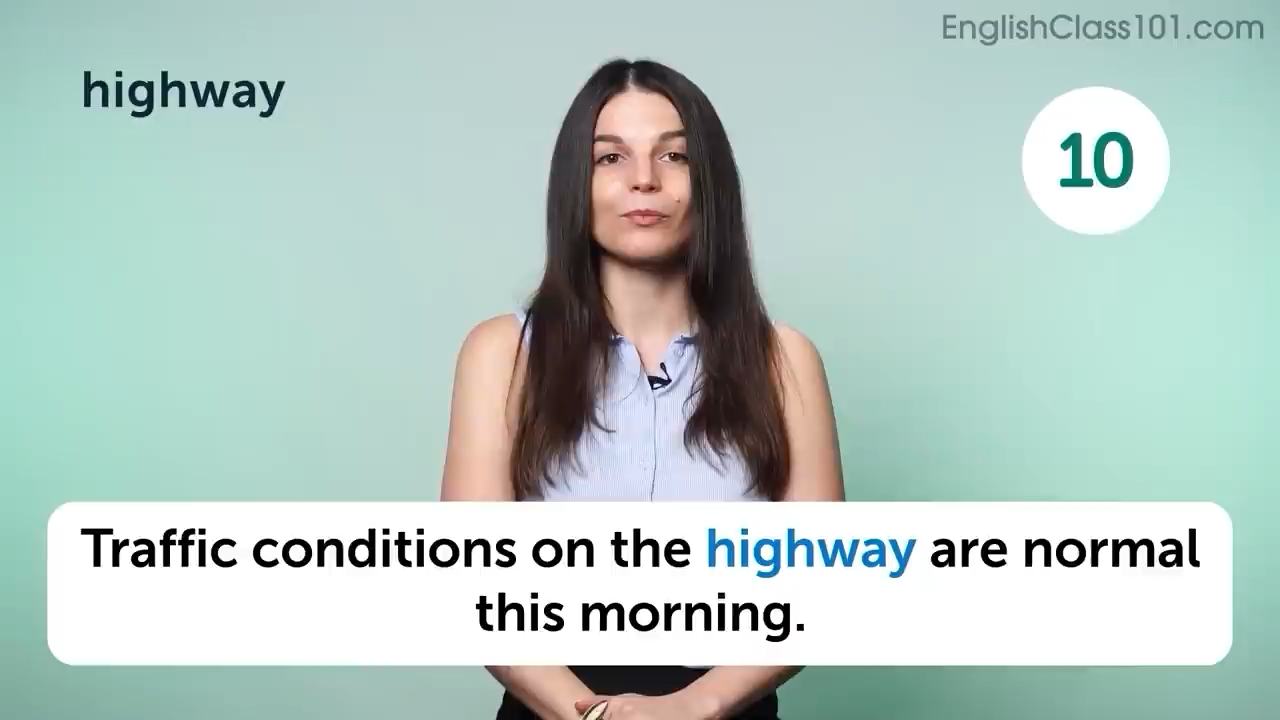 EnglishClass101.com
highway
10
Traffic conditions on the highway are normal
this morning.